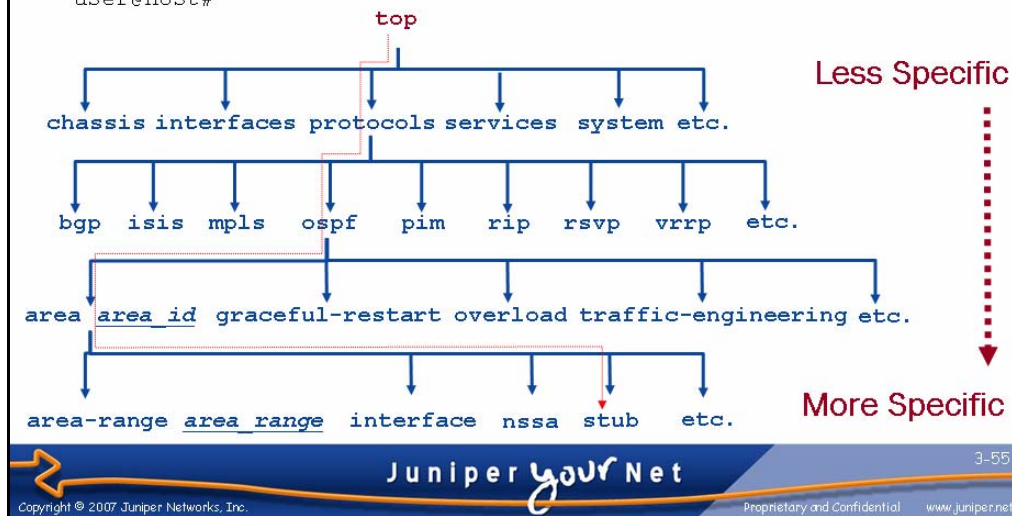 user@host#
top
Less Specific
chassis interfaces protocols services system etc.
bgp isis mpls ospf pim rip rsvp vrrp etc.
area area_id graceful-restart overload traffic-engineering etc.
More Specific
area-range area_range interface nssa stub etc.
Juniper your Net
3-55
Copyright © 2007 Juniper Networks, Inc.
Proprietary and Confidential www.juniper.net